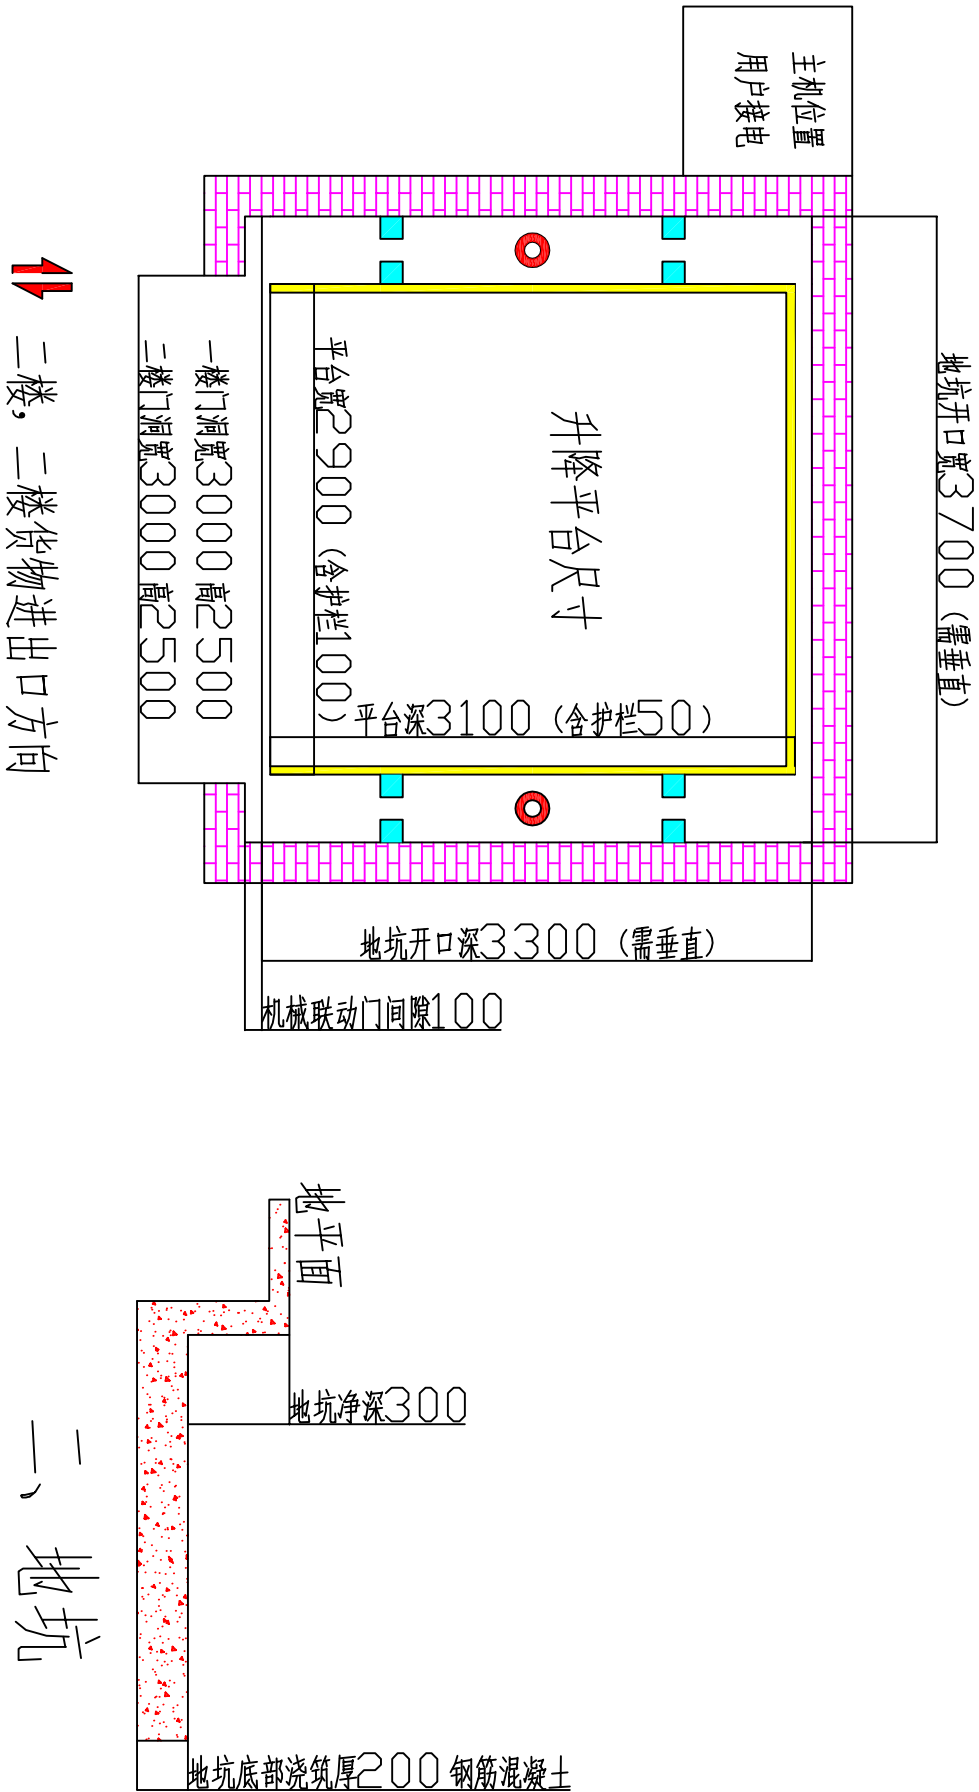 主机位置
用户接电
地坑开口宽3700（需垂直）
升降平台尺寸
平台宽2900（含护栏100）
平台深3100（含护栏50）
一楼门洞宽3000高2500
二楼门洞宽3000高2500
二楼，二楼货物进出口方向
地坑开口深3300（需垂直）
机械联动门间隙100
地平面
地坑净深300
二、地坑
地坑底部浇筑厚200钢筋混凝土